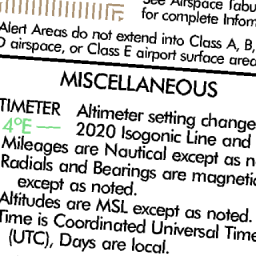 See Airspace Tabu
for complete Inform
Alert Areas do not extend into Class A, B,
D airspace, or Class E airport surface area
MISCELLANEOUS
TIMETER Altimeter setting change
4°E 2020 Isogonic Line and
Mileages are Nautical except as n
Radials and Bearings are magnetic
except as noted.
Altitudes are MSL except as noted.
Time is Coordinated Universal Time
(UTC), Days are local.